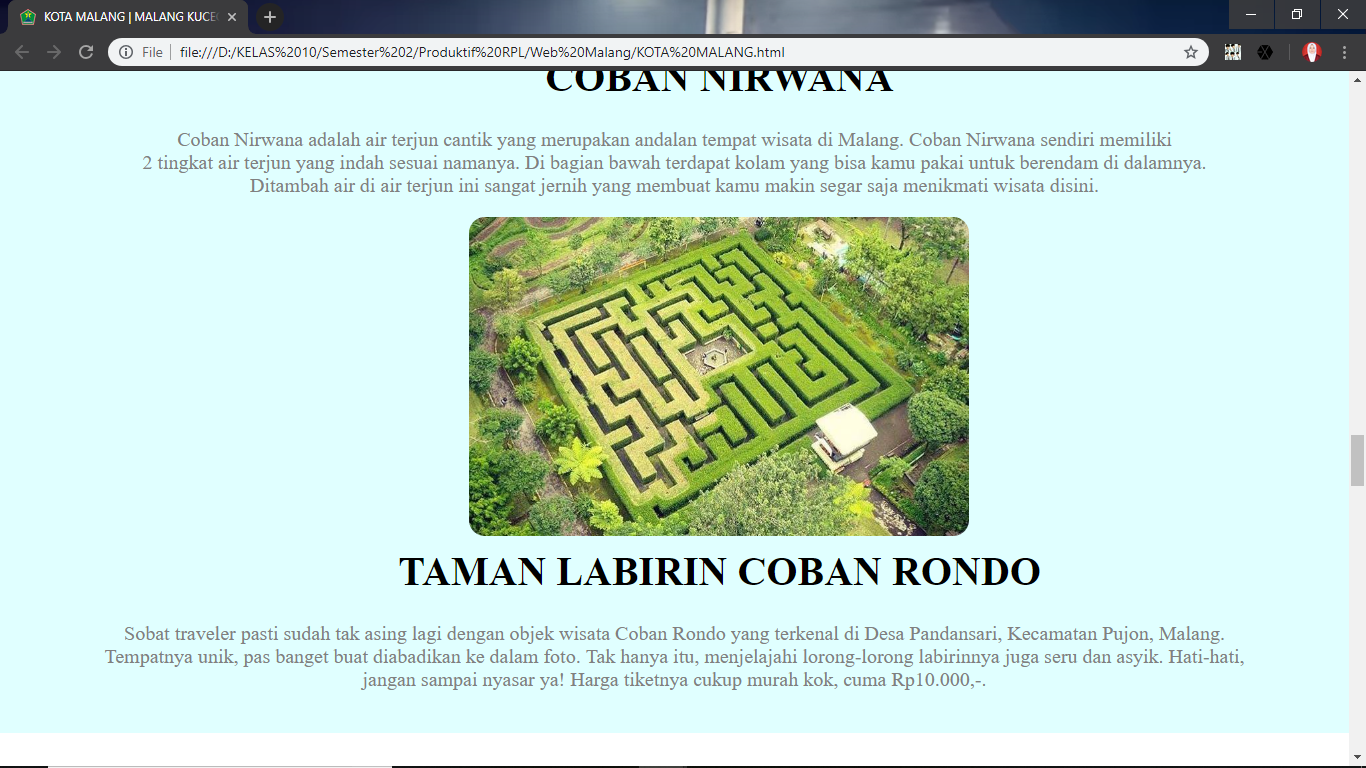 KOTA MALANG | MALANG KUCE
File
file:///D:/KELAS%2010/Semester%202/Produktif%20RPL/Web%20Malang/KOTA%20MALANG.html
COBAN NIRWANA
Coban Nirwana adalah air terjun cantik yang merupakan andalan tempat wisata di Malang. Coban Nirwana sendiri memiliki
2 tingkat air terjun yang indah sesuai namanya. Di bagian bawah terdapat kolam yang bisa kamu pakai untuk berendam di dalamnya.
Ditambah air di air terjun ini sangat jernih yang membuat kamu makin segar saja menikmati wisata disini.
TAMAN LABIRIN COBAN RONDO
Sobat traveler pasti sudah tak asing lagi dengan objek wisata Coban Rondo yang terkenal di Desa Pandansari, Kecamatan Pujon, Malang.
Tempatnya unik, pas banget buat diabadikan ke dalam foto. Tak hanya itu, menjelajahi lorong-lorong labirinnya juga seru dan asyik. Hati-hati,
jangan sampai nyasar ya! Harga tiketnya cukup murah kok, cuma Rp10.000,-.